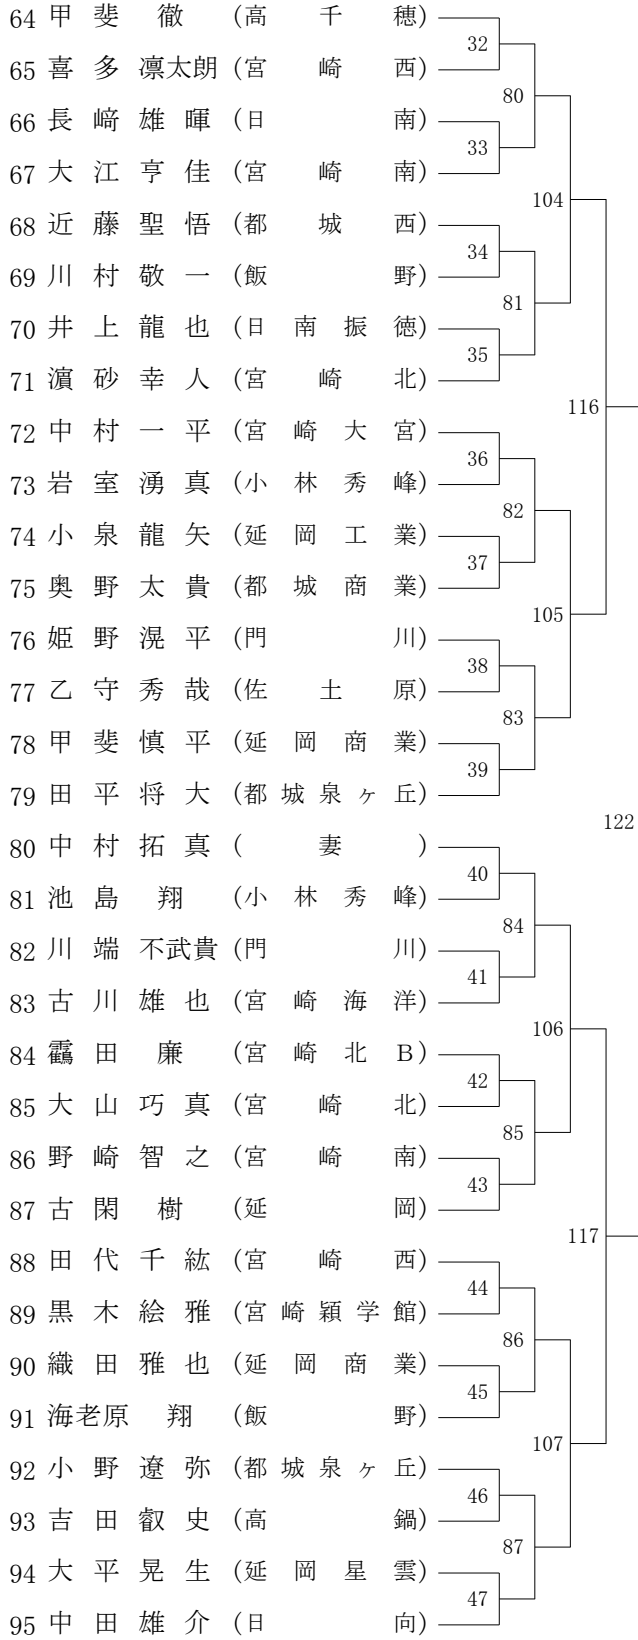 64 甲斐 徹 (高千穂)
32
65 喜多凛太朗 (宮崎西)
80
66 長﨑雄暉 (日南)
33
67 大江亨佳 (宮崎南)
104
68 近藤聖悟 (都城西)
34
69 川村敬一 (飯野)
81
70 井上龍也 (日南振徳)
35
71 濵砂幸人 (宮崎北)
116
72 中村一平 (宮崎大宮)
36
73 岩室湧真 (小林秀峰)
82
74 小泉龍矢 (延岡工業)
37
75 奥野太貴 (都城商業)
105
76 姫野滉平 (門川)
38
77 乙守秀哉 (佐土原)
83
78 甲斐慎平 (延岡商業)
39
79 田平将大 (都城泉ヶ丘)
122
80 中村拓真 (妻)
40
81 池島 翔 (小林秀峰)
84
82 川端不武貴 (門川)
41
83 古川雄也 (宮崎海洋)
106
84 靏田 廉 (宮崎北B)
42
85 大山巧真 (宮崎北)
85
86 野崎智之 (宮崎南)
43
87 古閑 樹 (延岡)
117
88 田代千紘 (宮崎西)
44
89 黒木絵雅 (宮崎穎学館)
86
90 織田雅也 (延岡商業)
45
91 海老原 翔 (飯野)
107
92 小野遼弥 (都城泉ヶ丘)
46
93 吉田叡史 (高鍋)
87
94 大平晃生 (延岡星雲)
47
95 中田雄介 (日向)